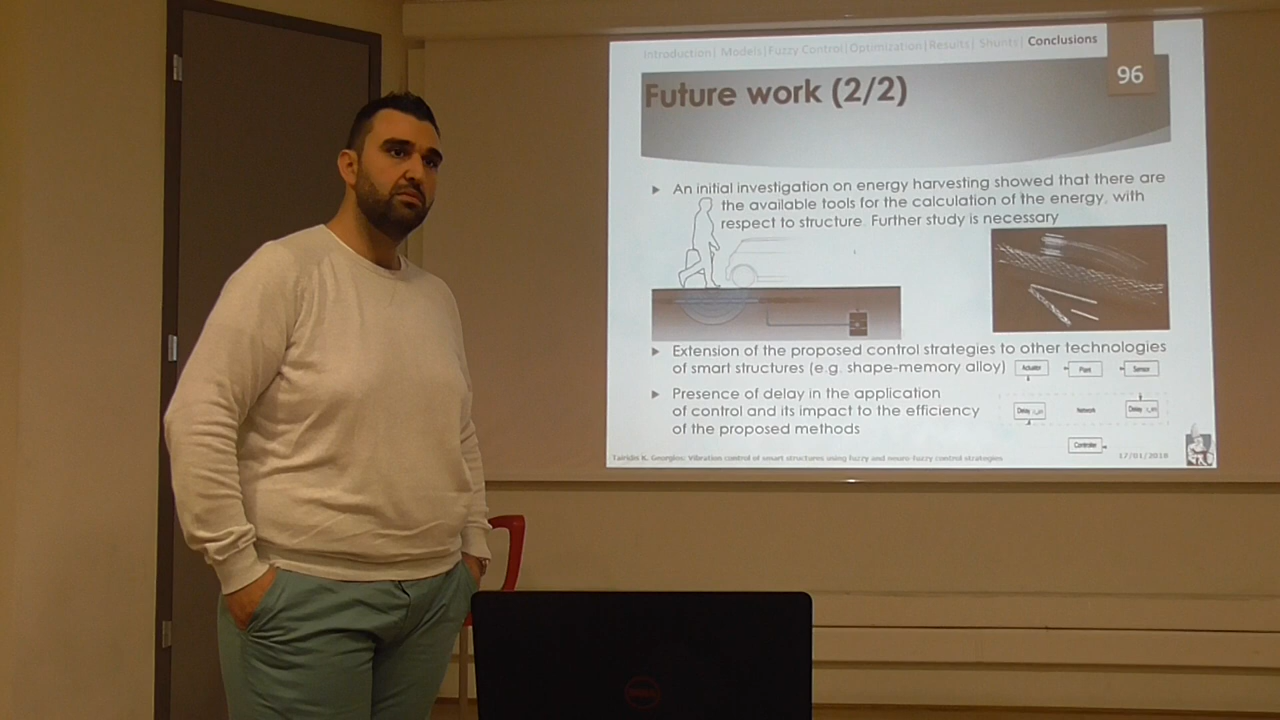 Introduction| Models|Fuzzy Control|Optimization|Results| Shunts| Conclusions
96
Future work (2/2)
An initial investigation on energy harvesting showed that there are
the available tools for the calculation of the energy, with
respect to structure. Further study is necessary
Extension of the proposed control strategies to other technologies
of smart structures (e.g. shape-memory alloy)
Actuator Plant Sensor
Presence of delay in the application
of control and its impact to the efficiency
of the proposed methods
Delay Network Delay
Controller
Tairidis K. Georgios: Vibration control of smart structures using fuzzy and neuro-fuzzy control strategies
17/01/2018
DELL